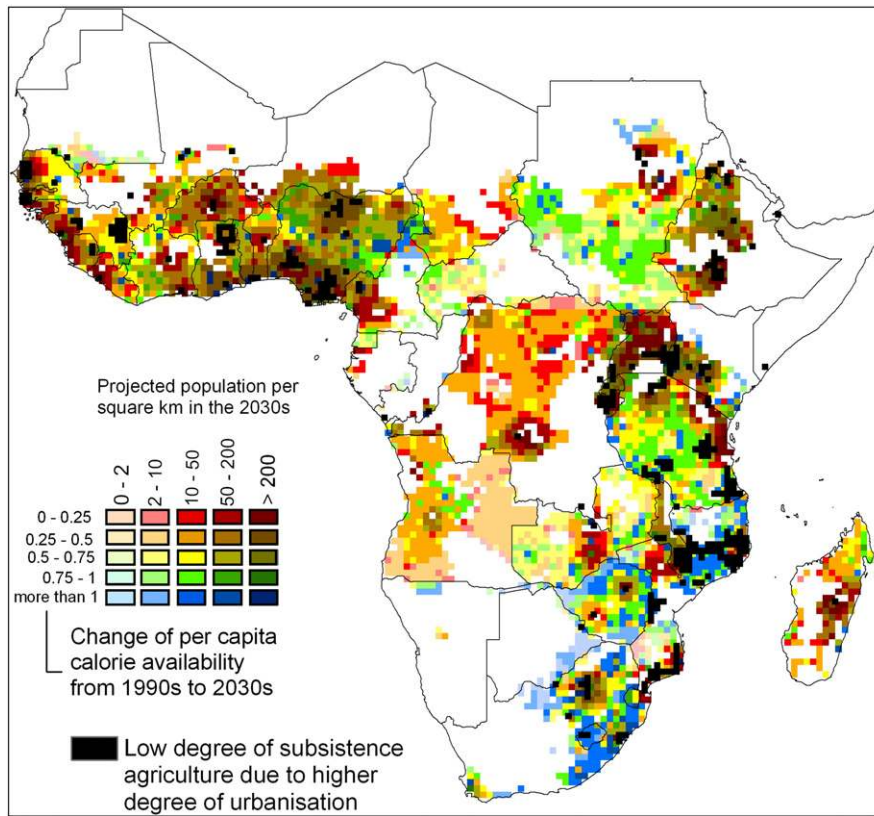 Projected population per
square km in the 2030s
0 - 2
2 - 10
10 - 50
50 - 200
> 200
0 - 0.25
0.25 - 0.5
0.5 - 0.75
0.75 - 1
more than 1
Change of per capita
calorie availability
from 1990s to 2030s
Low degree of subsistence
agriculture due to higher
degree of urbanisation